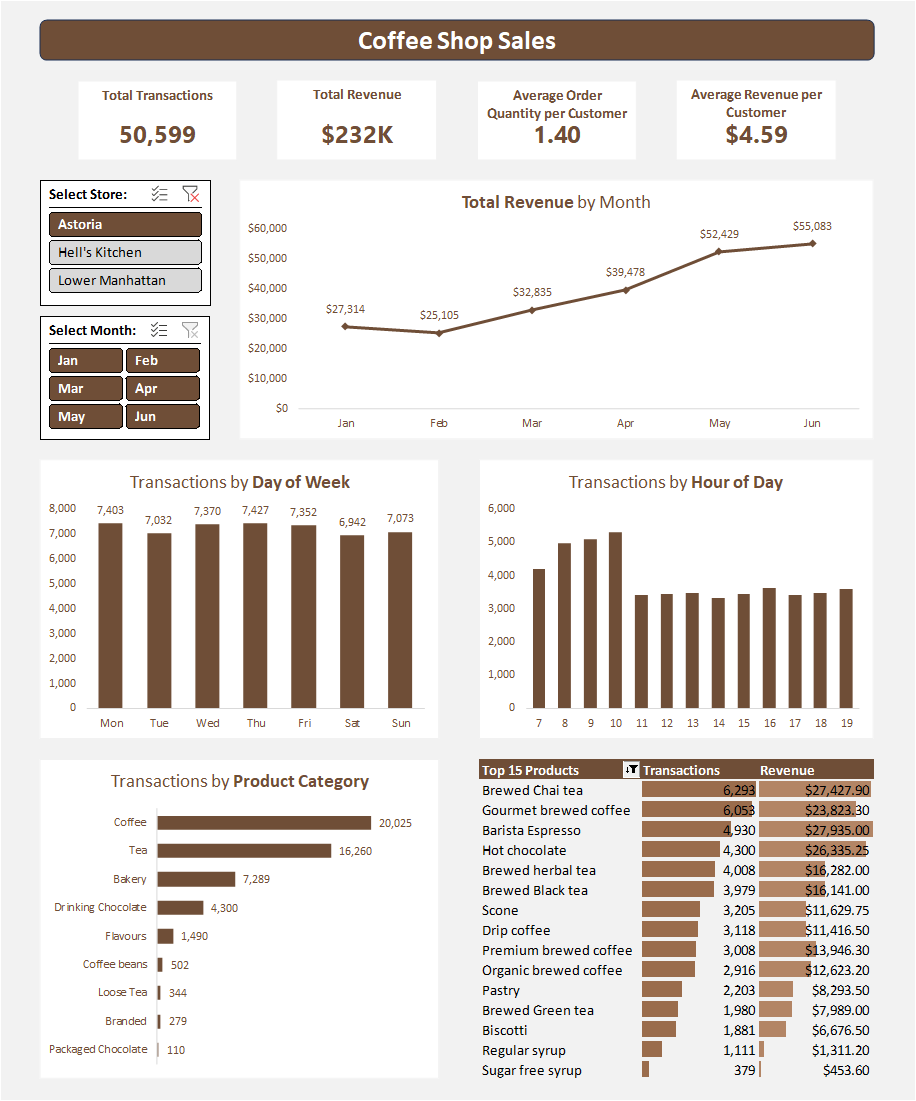 Coffee Shop Sales
Total Transactions
50,599
Total Revenue
$232K
Average Order
Quantity per Customer
1.40
Average Revenue per
Customer
$4.59
Select Store:
Astoria
Hell's Kitchen
Lower Manhattan
Select Month:
Jan Feb
Mar Apr
May Jun
Total Revenue by Month
$60,000
$50,000
$40,000
$30,000
$20,000
$10,000
$0
$27,314
$25,105
$32,835
$39,478
$52,429
$55,083
Jan Feb Mar Apr May Jun
Transactions by Day of Week
8,000
7,000
6,000
5,000
4,000
3,000
2,000
1,000
0
7,403 7,032 7,370 7,427 7,352 6,942 7,073
Mon Tue Wed Thu Fri Sat Sun
Transactions by Hour of Day
6,000
5,000
4,000
3,000
2,000
1,000
0
7 8 9 10 11 12 13 14 15 16 17 18 19
Transactions by Product Category
Coffee 20,025
Tea 16,260
Bakery 7,289
Drinking Chocolate 4,300
Flavours 1,490
Coffee beans 502
Loose Tea 344
Branded 279
Packaged Chocolate 110
Top 15 Products Transactions Revenue
Brewed Chai tea 6,293 $27,427.90
Gourmet brewed coffee 6,053 $23,823.30
Barista Espresso 4,930 $27,935.00
Hot chocolate 4,300 $26,335.25
Brewed herbal tea 4,008 $16,282.00
Brewed Black tea 3,979 $16,141.00
Scone 3,205 $11,629.75
Drip coffee 3,118 $11,416.50
Premium brewed coffee 3,008 $13,946.30
Organic brewed coffee 2,916 $12,623.20
Pastry 2,203 $8,293.50
Brewed Green tea 1,980 $7,989.00
Biscotti 1,881 $6,676.50
Regular syrup 1,111 $1,311.20
Sugar free syrup 379 $453.60